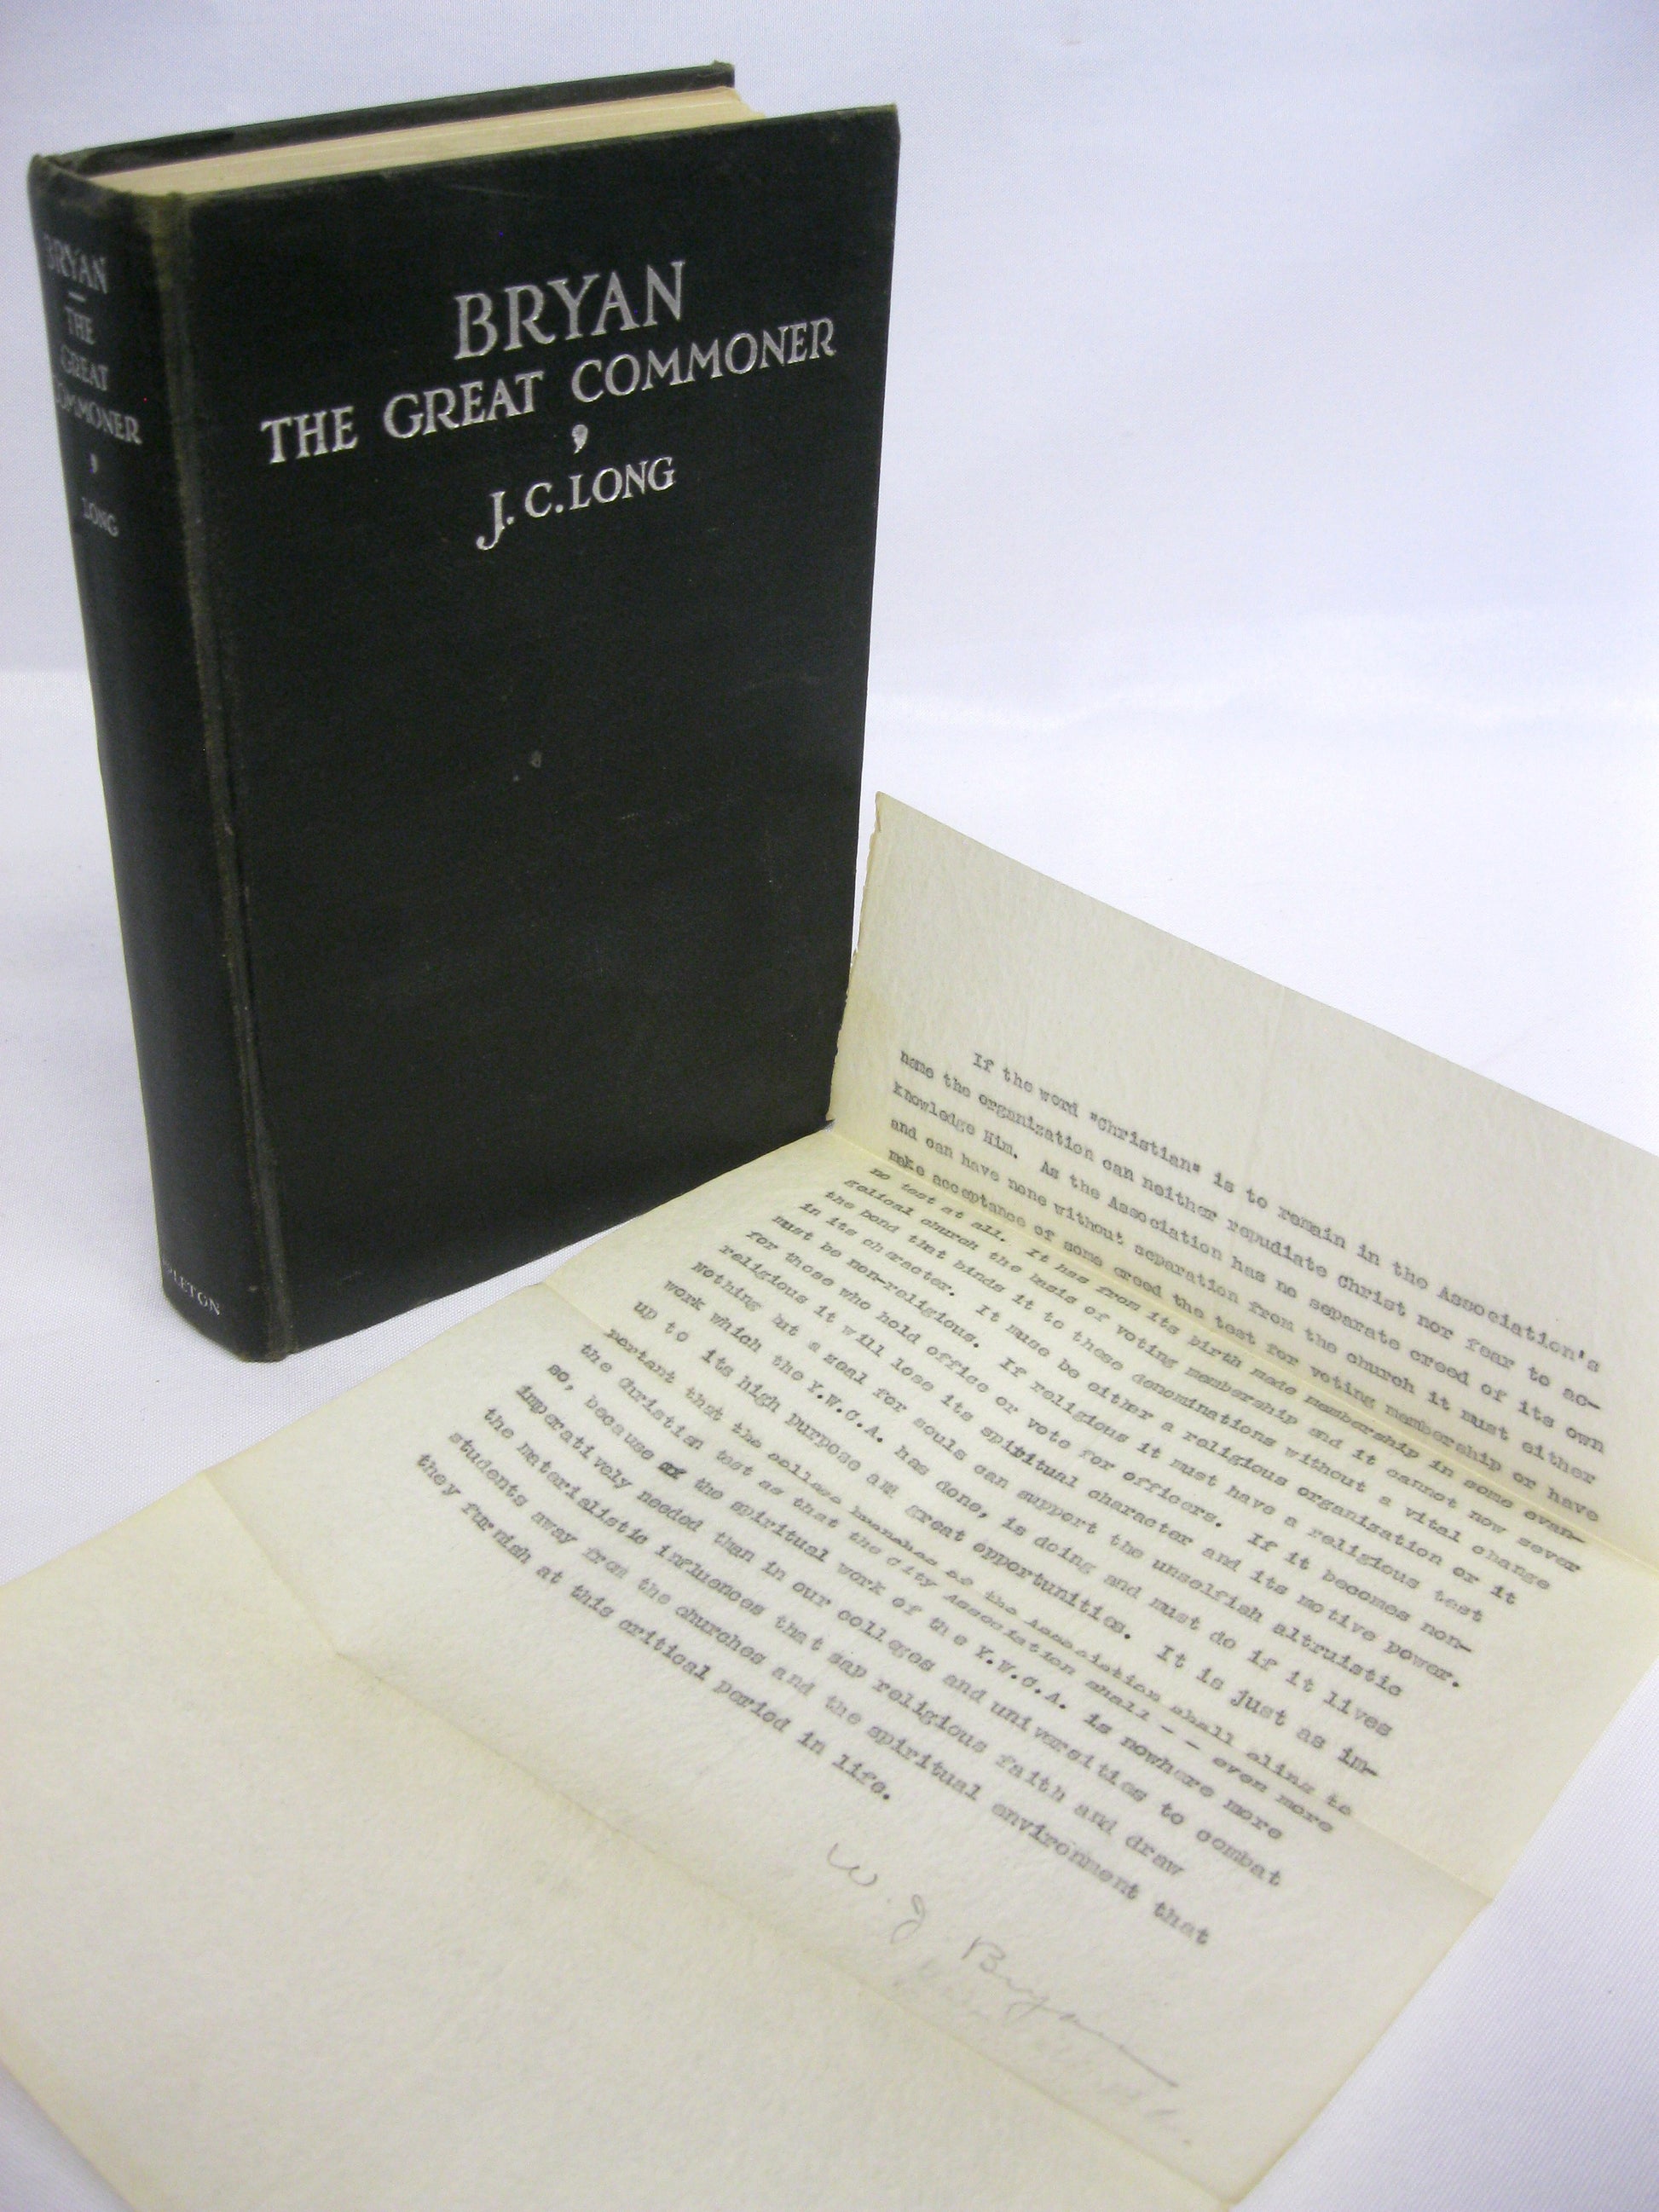 BRYAN
THE
GREAT
COMMONER
LONG
PLETON
BRYAN
THE GREAT COMMONER
J. C. LONG
If the word "Christian" is to remain in the Association's
name the organization can neither repudiate Christ nor fear to ac-
knowledge Him. As the Association has no separate creed of its own
and can have none without separation from the church it must either
make acceptance of some creed the test for voting membership or have
no test at all. It has from its birth made membership in some evan-
gelical church the basis of voting membership and it cannot now sever
the bond that binds it to these denominations without a vital change
in its character. It must be either a religious organization or it
must be non-religious. If religious it must have a religious test
for those who hold office or vote for officers. If it becomes non-
religious it will lose its spiritual character and its motive power.
Nothing but a zeal for souls can support the unselfish altruistic
work which the Y.W.C.A. has done, is doing and must do if it lives
up to its high purpose and great opportunities. It is just as im-
portant that the college branches of the Association shall cling to
the Christian test as that the City Association shall - - even more
so, because the spiritual work of the Y.W.C.A. is nowhere more
imperatively needed than in our colleges and universities to combat
the materialistic influences that sap religious faith and draw
students away from the churches and the spiritual environment that
they furnish at this critical period in life.
W. J. Bryan